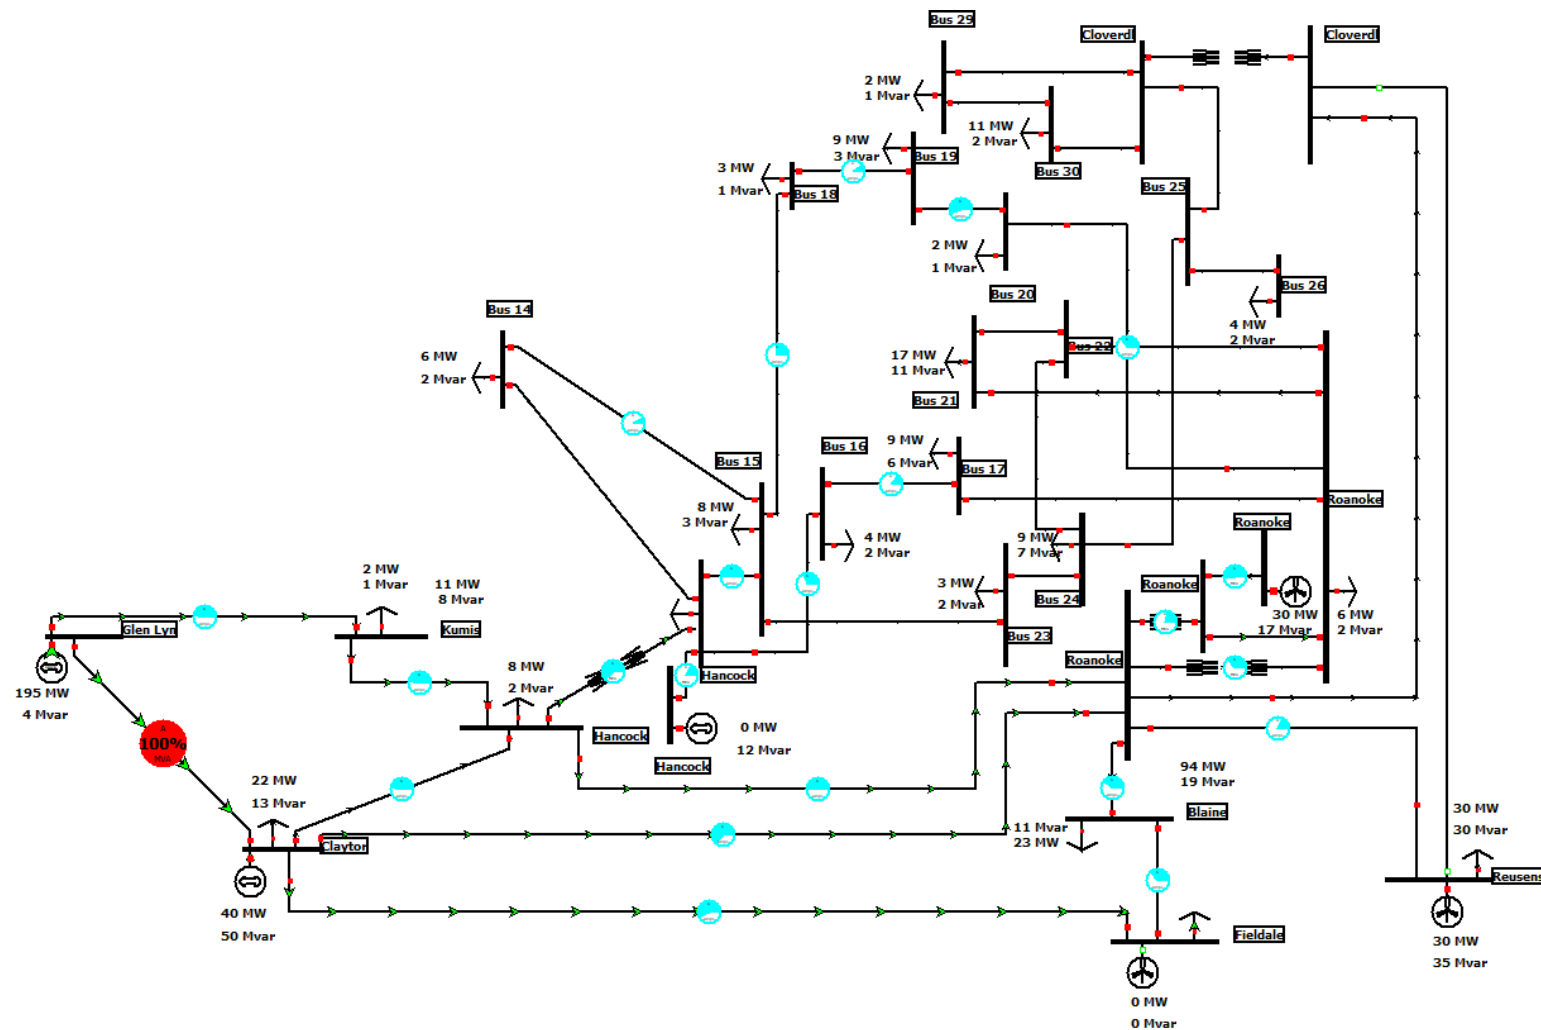 Bus 29
Cloverdl
Cloverdl
2 MW
1 Mvar
11 MW
2 Mvar
9 MW
3 Mvar
Bus 19
Bus 30
3 MW
1 Mvar
Bus 18
Bus 25
2 MW
1 Mvar
Bus 20
Bus 26
4 MW
2 Mvar
Bus 14
6 MW
2 Mvar
17 MW
11 Mvar
Bus 22
Bus 21
Bus 15
Bus 16
9 MW
6 Mvar
Bus 17
8 MW
3 Mvar
4 MW
2 Mvar
9 MW
7 Mvar
Roanoke
Roanoke
2 MW
1 Mvar
11 MW
8 Mvar
3 MW
2 Mvar
Bus 24
Roanoke
30 MW
17 Mvar
6 MW
2 Mvar
Glen Lyn
Kumis
Bus 23
Roanoke
195 MW
4 Mvar
8 MW
2 Mvar
Hancock
A
100%
MVA
Hancock
0 MW
12 Mvar
Hancock
22 MW
13 Mvar
94 MW
19 Mvar
Blaine
11 Mvar
23 MW
30 MW
30 Mvar
Claytor
Reusens
40 MW
50 Mvar
Fieldale
30 MW
35 Mvar
0 MW
0 Mvar